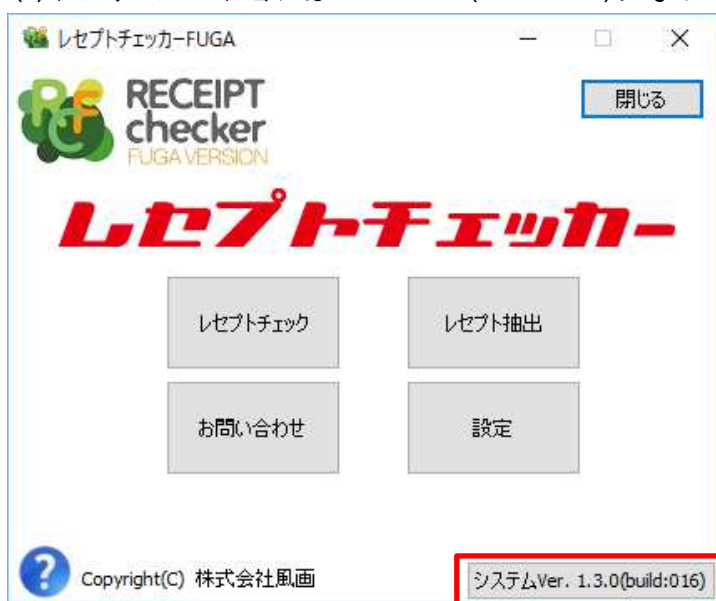 レセプトチェッカーFUGA
RECEIPT
checker
FUGA VERSION
閉じる
レセプトチェッカー
レセプトチェック
レセプト抽出
お問い合わせ
設定
Copyright(C) 株式会社風画
システムVer. 1.3.0(build:016)